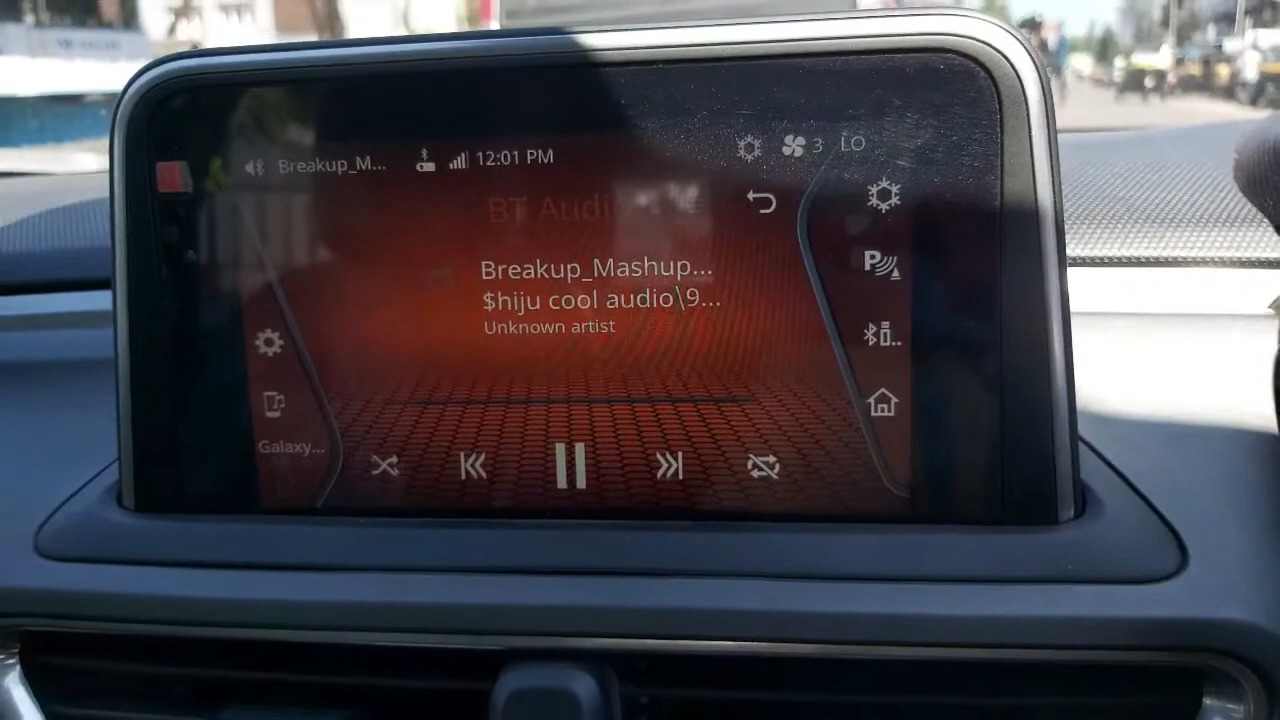 Breakup_M... 12:01 PM 3 LO
BT Audio
Breakup_Mashup...
$hiju cool audio\9...
Unknown artist
P
Galaxy...